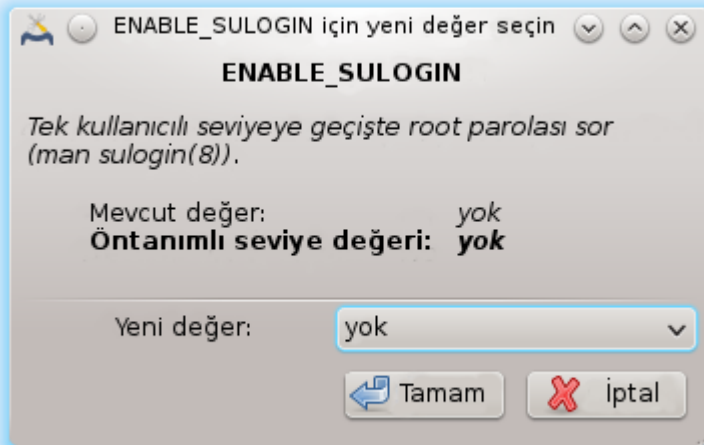 ENABLE_SULOGIN için yeni değer seçin
ENABLE_SULOGIN
Tek kullanıcılı seviyeye geçişte root parolası sor
(man sulogin(8)).
Mevcut değer: yok
Öntanımlı seviye değeri: yok
Yeni değer: yok
Tamam İptal